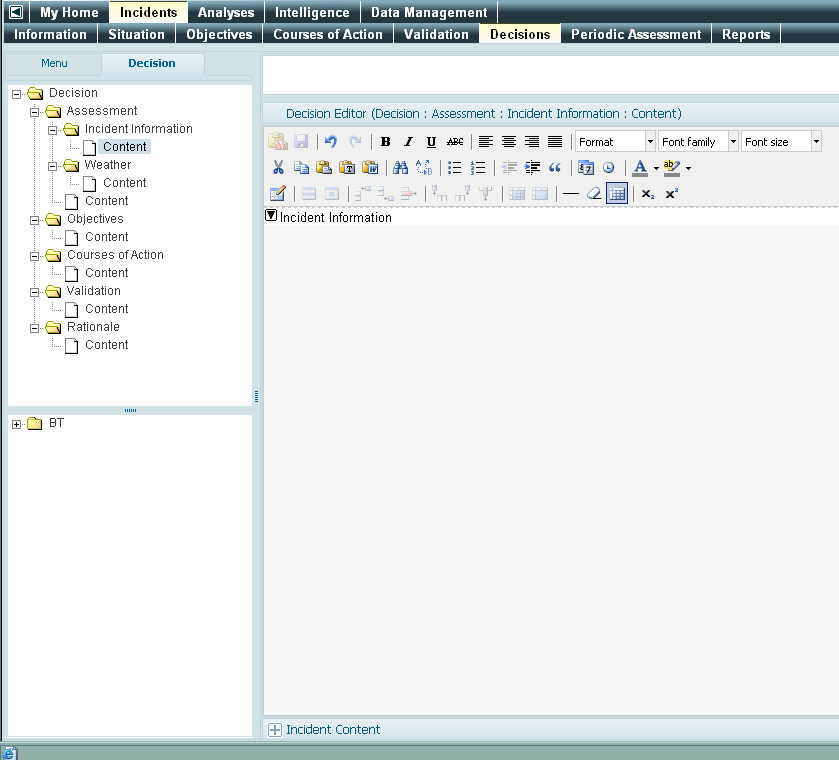 My Home Incidents Analyses Intelligence Data Management
Information Situation Objectives Courses of Action Validation Decisions Periodic Assessment Reports
Menu Decision
Decision
Assessment
Incident Information
Content
Weather
Content
Content
Objectives
Content
Courses of Action
Content
Validation
Content
Rationale
Content
BT
Decision Editor (Decision : Assessment : Incident Information : Content)
B I U ABC Format Font family Font size
Incident Information
Incident Content